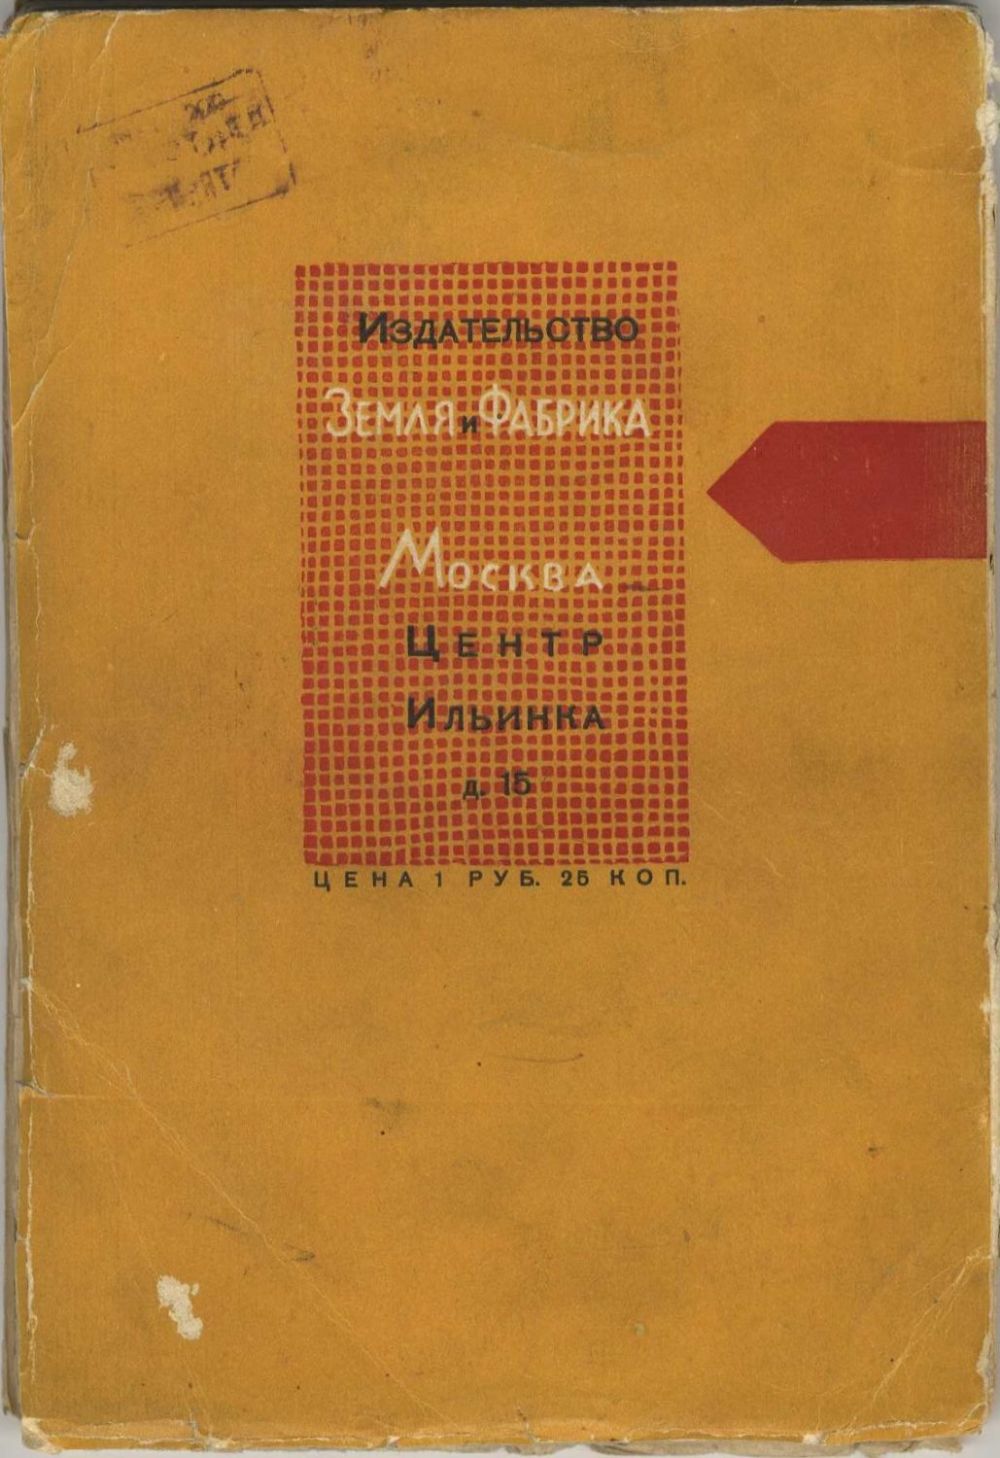 Издательство
Земля и Фабрика
Москва
Центр
Ильинка
д. 15
ЦЕНА 1 РУБ. 25 КОП.